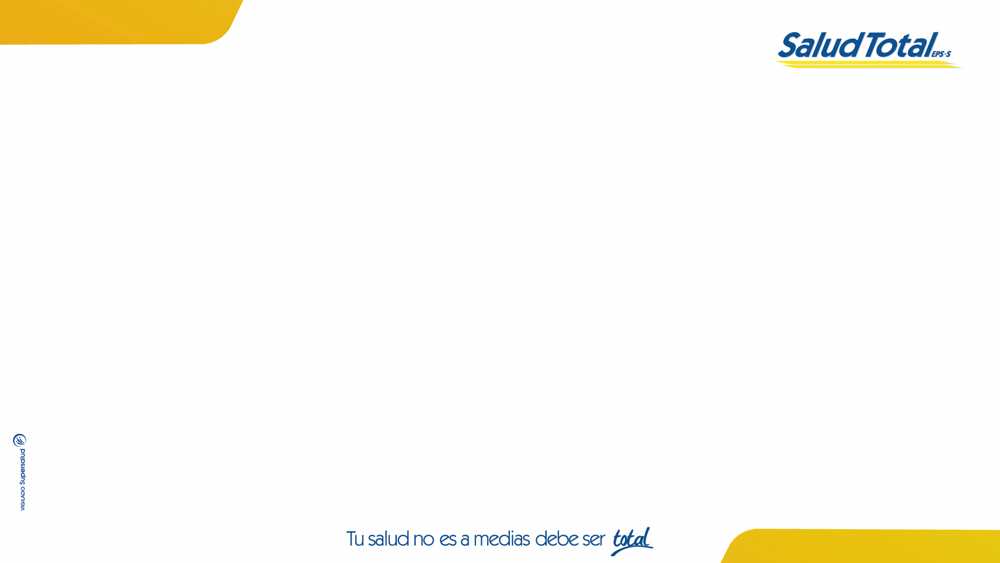 SaludTotal EPS-S
VIGILADO Supersalud
Tu salud no es a medias debe ser total